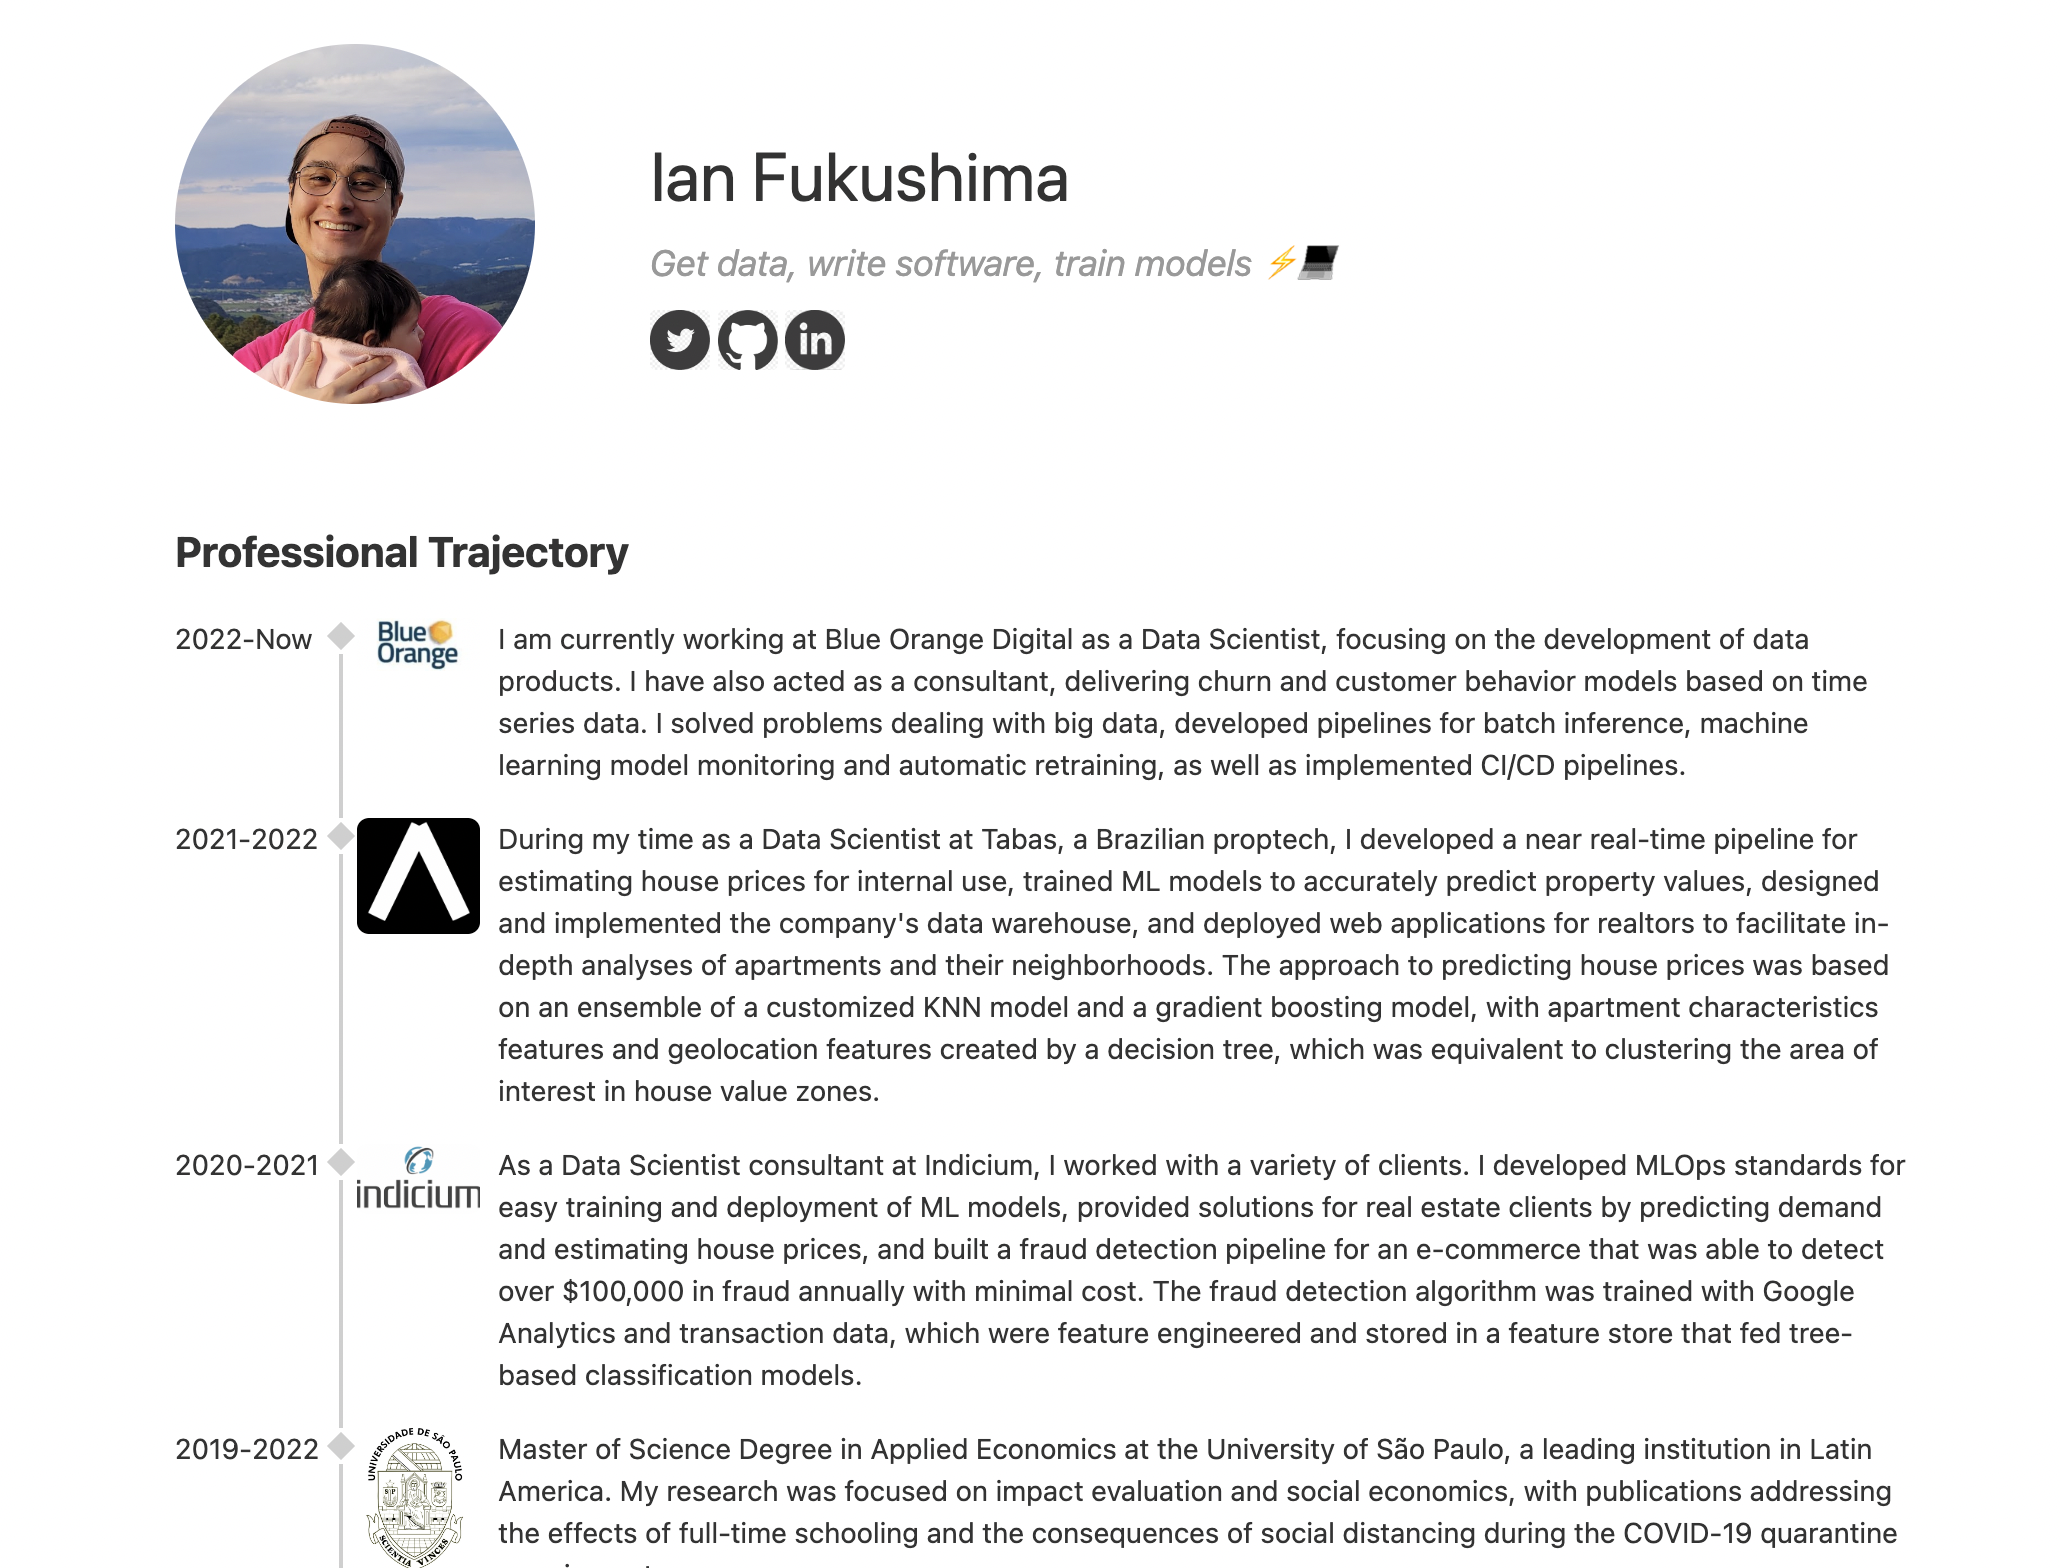 Ian Fukushima
Get data, write software, train models ⚡💻
in
Professional Trajectory
2022-Now
Blue
Orange
I am currently working at Blue Orange Digital as a Data Scientist, focusing on the development of data
products. I have also acted as a consultant, delivering churn and customer behavior models based on time
series data. I solved problems dealing with big data, developed pipelines for batch inference, machine
learning model monitoring and automatic retraining, as well as implemented CI/CD pipelines.
2021-2022
During my time as a Data Scientist at Tabas, a Brazilian proptech, I developed a near real-time pipeline for
estimating house prices for internal use, trained ML models to accurately predict property values, designed
and implemented the company's data warehouse, and deployed web applications for realtors to facilitate in-
depth analyses of apartments and their neighborhoods. The approach to predicting house prices was based
on an ensemble of a customized KNN model and a gradient boosting model, with apartment characteristics
features and geolocation features created by a decision tree, which was equivalent to clustering the area of
interest in house value zones.
2020-2021
indicium
As a Data Scientist consultant at Indicium, I worked with a variety of clients. I developed MLOps standards for
easy training and deployment of ML models, provided solutions for real estate clients by predicting demand
and estimating house prices, and built a fraud detection pipeline for an e-commerce that was able to detect
over $100,000 in fraud annually with minimal cost. The fraud detection algorithm was trained with Google
Analytics and transaction data, which were feature engineered and stored in a feature store that fed tree-
based classification models.
2019-2022
UNIVERSIDADE DE SÃO PAULO
SCIENTIA VINCES
Master of Science Degree in Applied Economics at the University of São Paulo, a leading institution in Latin
America. My research was focused on impact evaluation and social economics, with publications addressing
the effects of full-time schooling and the consequences of social distancing during the COVID-19 quarantine